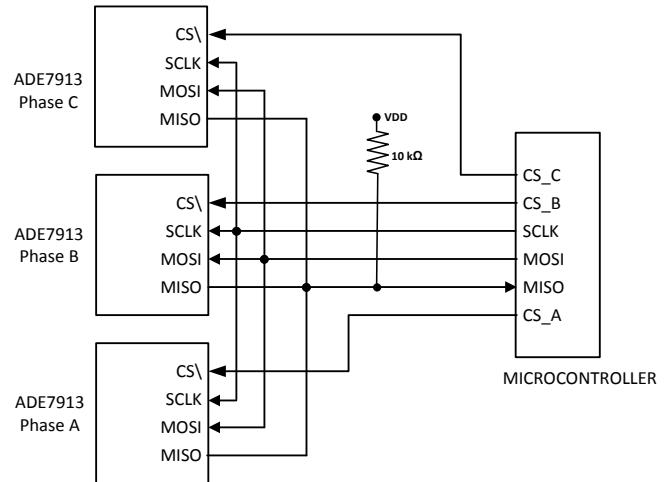 ADE7913
Phase C
CS\
SCLK
MOSI
MISO
VDD
10 kΩ
ADE7913
Phase B
CS\
SCLK
MOSI
MISO
CS_C
CS_B
SCLK
MOSI
MISO
CS_A
MICROCONTROLLER
ADE7913
Phase A
CS\
SCLK
MOSI
MISO